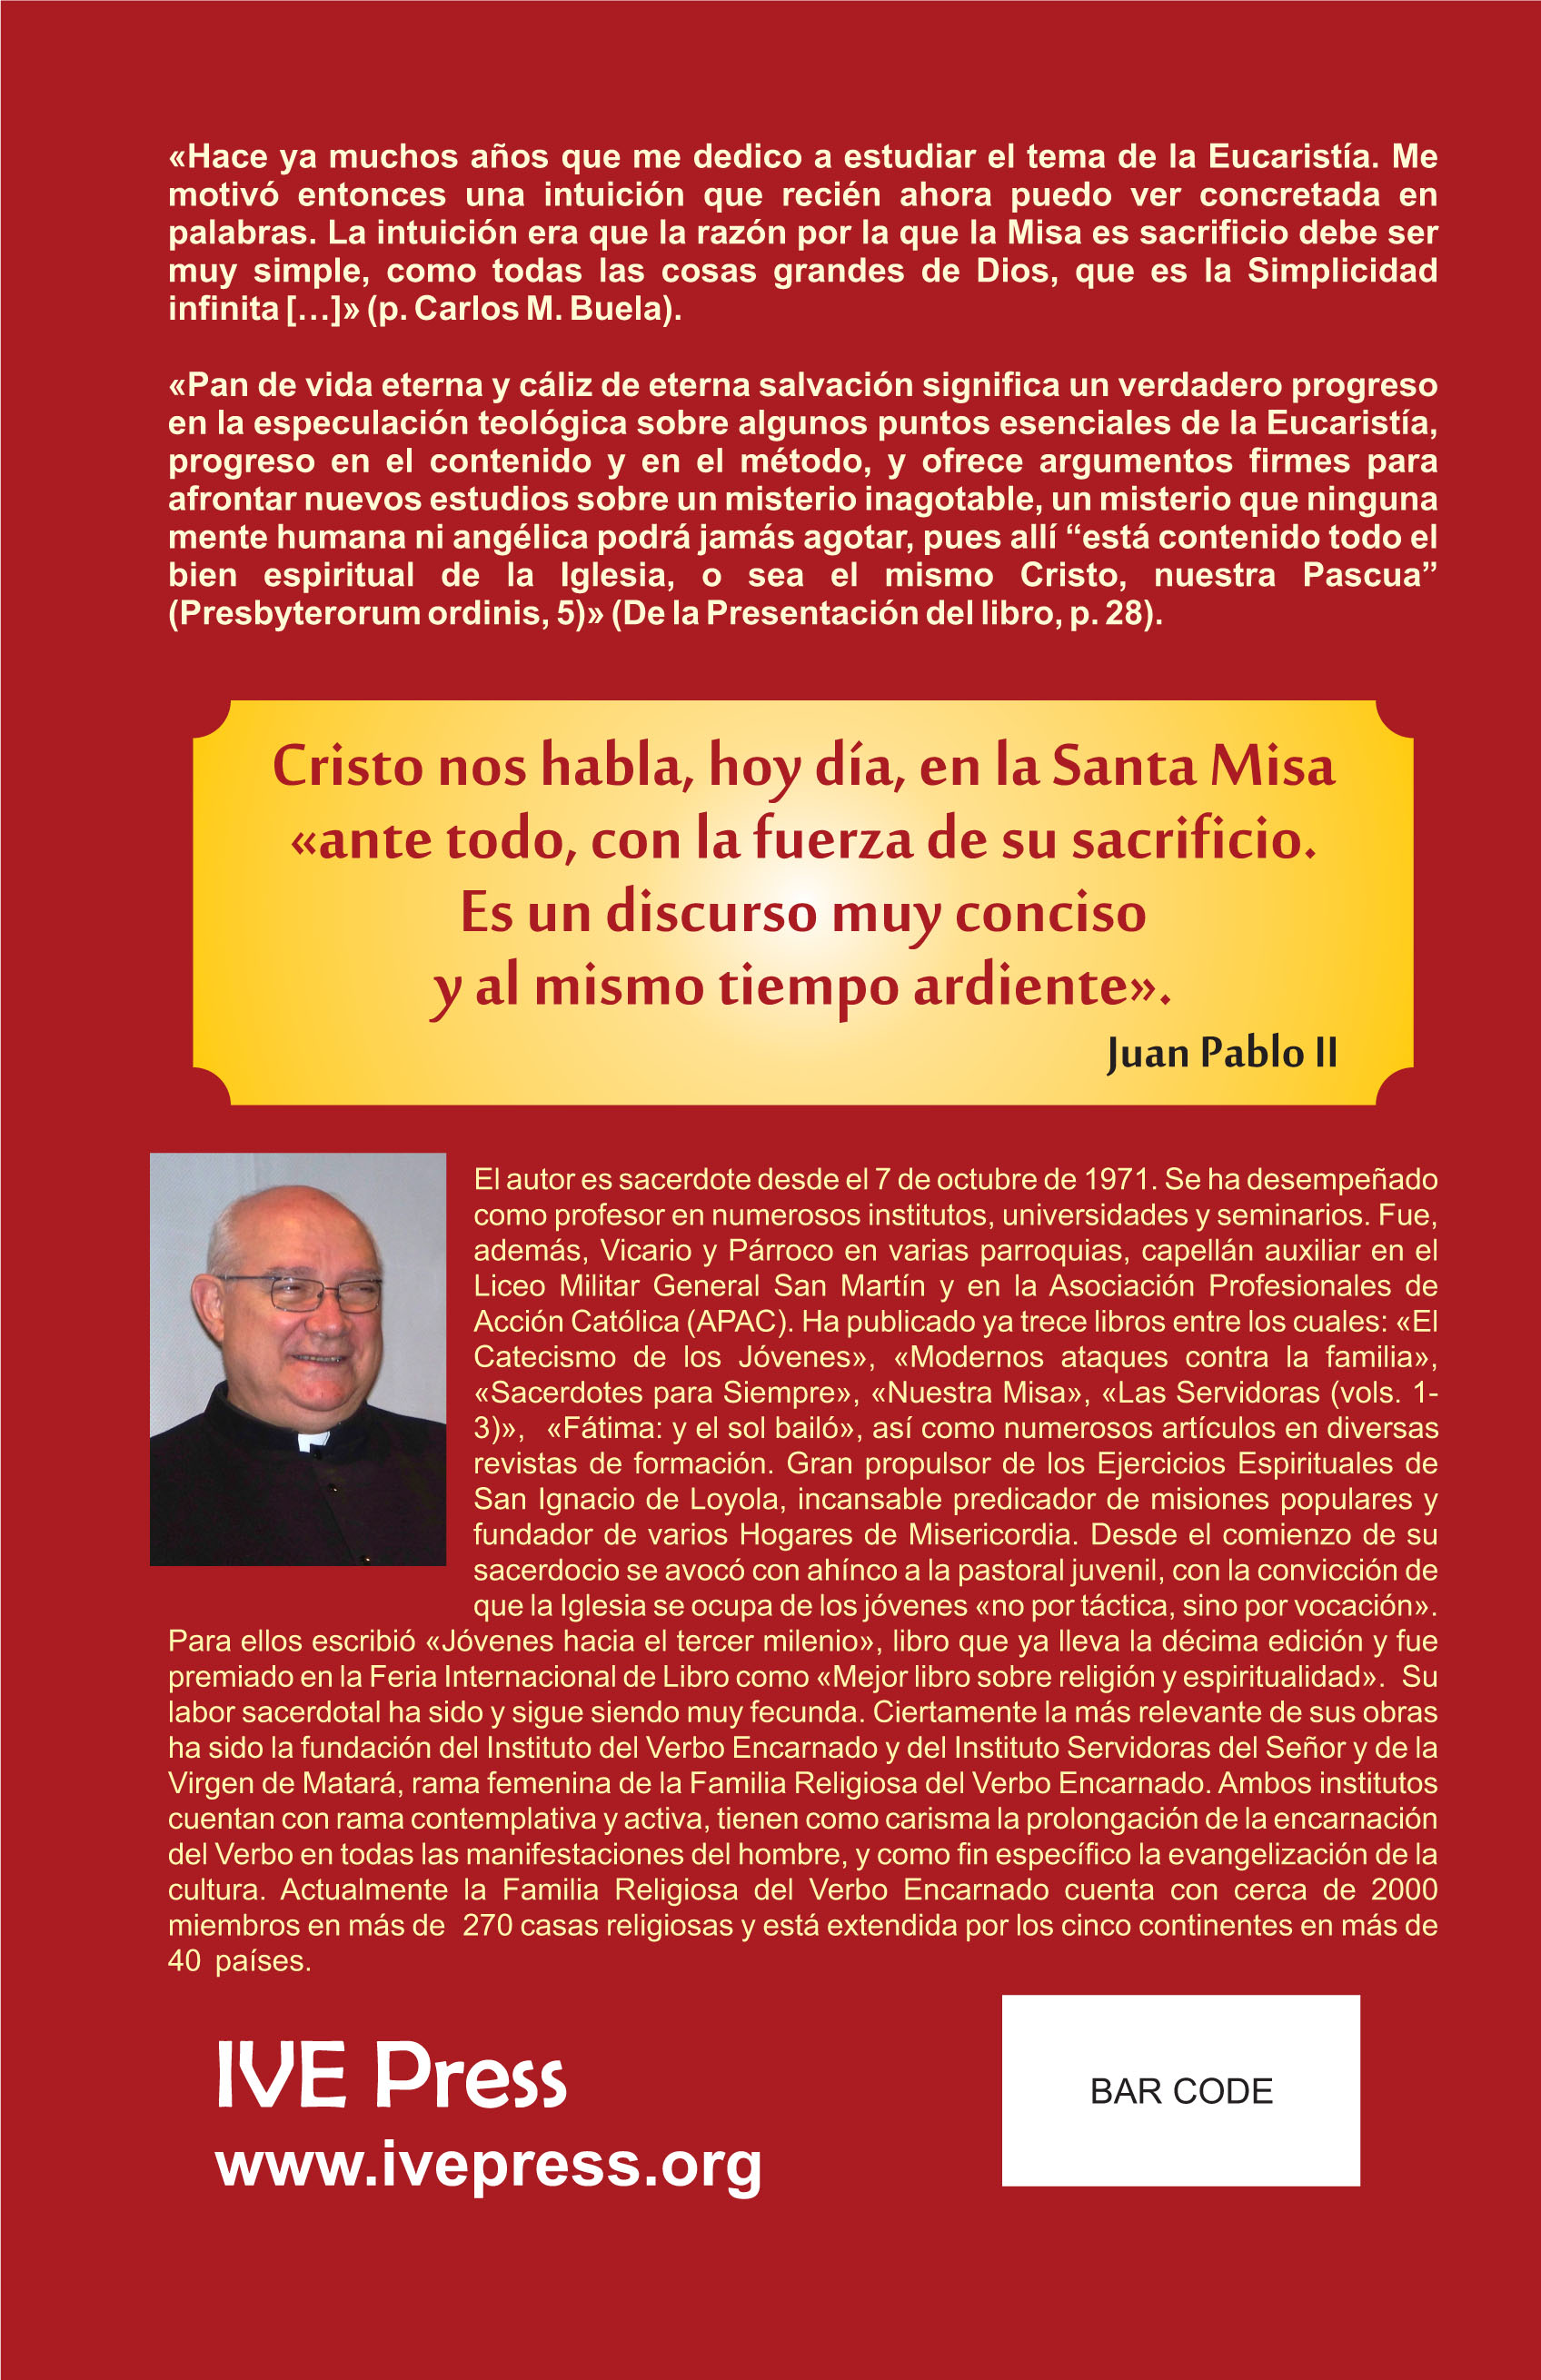 «Hace ya muchos años que me dedico a estudiar el tema de la Eucaristía. Me
motivó entonces una intuición que recién ahora puedo ver concretada en
palabras. La intuición era que la razón por la que la Misa es sacrificio debe ser
muy simple, como todas las cosas grandes de Dios, que es la Simplicidad
infinita […]» (p. Carlos M. Buela).
«Pan de vida eterna y cáliz de eterna salvación significa un verdadero progreso
en la especulación teológica sobre algunos puntos esenciales de la Eucaristía,
progreso en el contenido y en el método, y ofrece argumentos firmes para
afrontar nuevos estudios sobre un misterio inagotable, un misterio que ninguna
mente humana ni angélica podrá jamás agotar, pues allí “está contenido todo el
bien espiritual de la Iglesia, o sea el mismo Cristo, nuestra Pascua”
(Presbyterorum ordinis, 5)» (De la Presentación del libro, p. 28).
Cristo nos habla, hoy día, en la Santa Misa
«ante todo, con la fuerza de su sacrificio.
Es un discurso muy conciso
y al mismo tiempo ardiente».
Juan Pablo II
El autor es sacerdote desde el 7 de octubre de 1971. Se ha desempeñado
como profesor en numerosos institutos, universidades y seminarios. Fue,
además, Vicario y Párroco en varias parroquias, capellán auxiliar en el
Liceo Militar General San Martín y en la Asociación Profesionales de
Acción Católica (APAC). Ha publicado ya trece libros entre los cuales: «El
Catecismo de los Jóvenes», «Modernos ataques contra la familia»,
«Sacerdotes para Siempre», «Nuestra Misa», «Las Servidoras (vols. 1-
3)», «Fátima: y el sol bailó», así como numerosos artículos en diversas
revistas de formación. Gran propulsor de los Ejercicios Espirituales de
San Ignacio de Loyola, incansable predicador de misiones populares y
fundador de varios Hogares de Misericordia. Desde el comienzo de su
sacerdocio se avocó con ahínco a la pastoral juvenil, con la convicción de
que la Iglesia se ocupa de los jóvenes «no por táctica, sino por vocación».
Para ellos escribió «Jóvenes hacia el tercer milenio», libro que ya lleva la décima edición y fue
premiado en la Feria Internacional de Libro como «Mejor libro sobre religión y espiritualidad». Su
labor sacerdotal ha sido y sigue siendo muy fecunda. Ciertamente la más relevante de sus obras
ha sido la fundación del Instituto del Verbo Encarnado y del Instituto Servidoras del Señor y de la
Virgen de Matará, rama femenina de la Familia Religiosa del Verbo Encarnado. Ambos institutos
cuentan con rama contemplativa y activa, tienen como carisma la prolongación de la encarnación
del Verbo en todas las manifestaciones del hombre, y como fin específico la evangelización de la
cultura. Actualmente la Familia Religiosa del Verbo Encarnado cuenta con cerca de 2000
miembros en más de 270 casas religiosas y está extendida por los cinco continentes en más de
40 países.
IVE Press
www.ivepress.org
BAR CODE